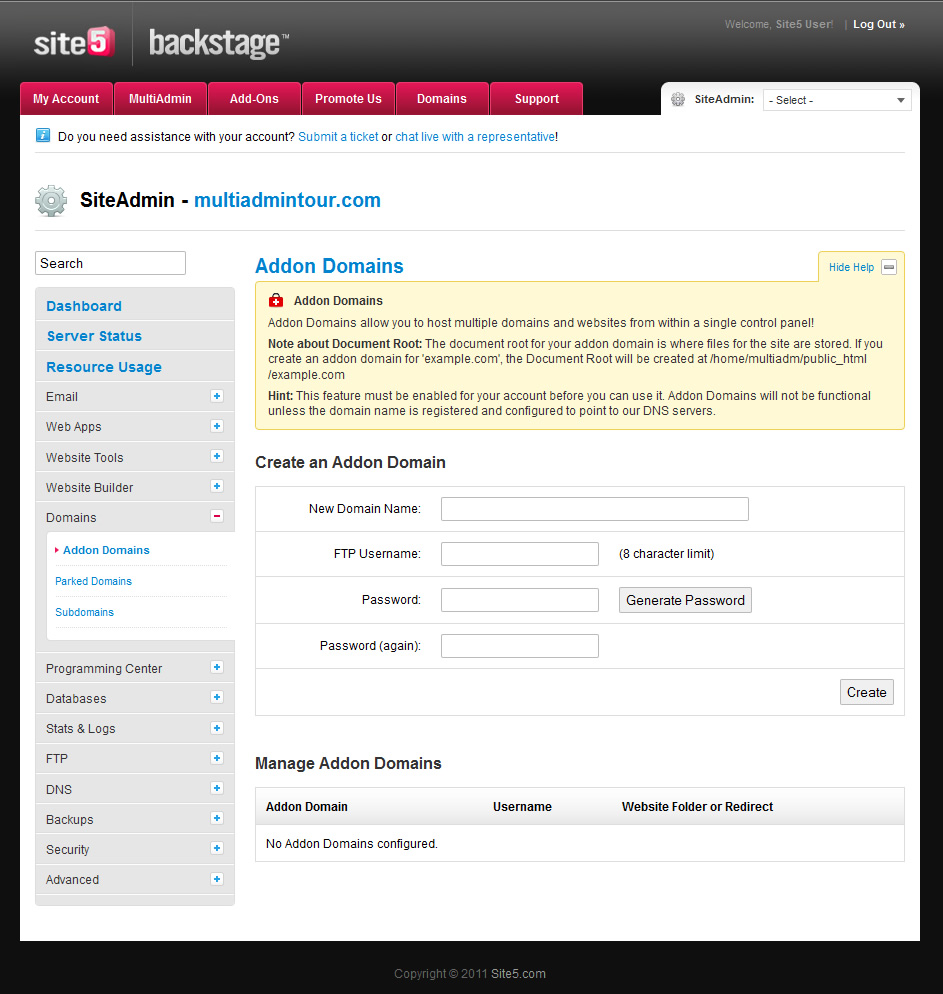 site5 backstage™
Welcome, Site5 User! | Log Out »
My Account MultiAdmin Add-Ons Promote Us Domains Support
SiteAdmin: - Select -
Do you need assistance with your account? Submit a ticket or chat live with a representative!
SiteAdmin - multiadmintour.com
Search
Dashboard
Server Status
Resource Usage
Email
Web Apps
Website Tools
Website Builder
Domains
Addon Domains
Parked Domains
Subdomains
Programming Center
Databases
Stats & Logs
FTP
DNS
Backups
Security
Advanced
Addon Domains
Hide Help
Addon Domains
Addon Domains allow you to host multiple domains and websites from within a single control panel!
Note about Document Root: The document root for your addon domain is where files for the site are stored. If you
create an addon domain for 'example.com', the Document Root will be created at /home/multiadm/public_html
/example.com
Hint: This feature must be enabled for your account before you can use it. Addon Domains will not be functional
unless the domain name is registered and configured to point to our DNS servers.
Create an Addon Domain
New Domain Name:
FTP Username: (8 character limit)
Password: Generate Password
Password (again):
Create
Manage Addon Domains
Addon Domain Username Website Folder or Redirect
No Addon Domains configured.
Copyright © 2011 Site5.com